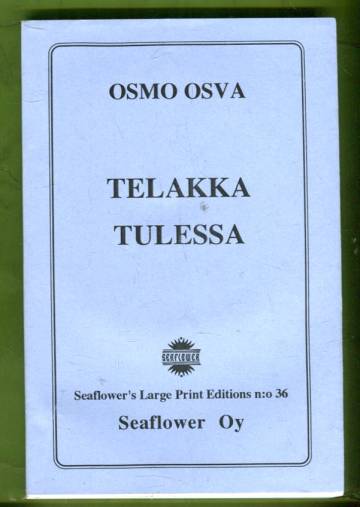 OSMO OSVA
TELAKKA
TULESSA
SEAFLOWER
Seaflower's Large Print Editions n:o 36
Seaflower Oy